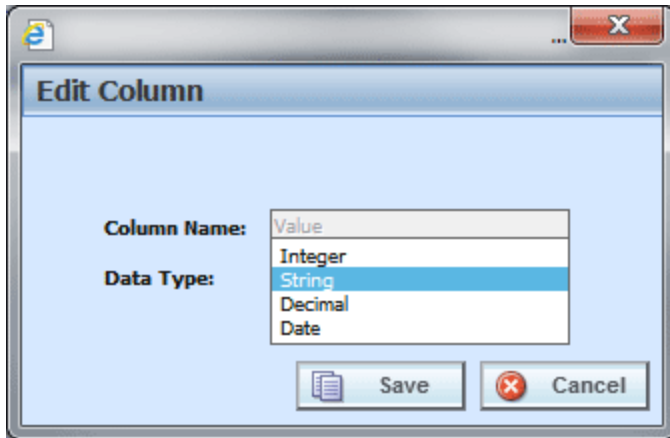 ...
Edit Column
Column Name: Value
Integer
Data Type: String
Decimal
Date
Save Cancel